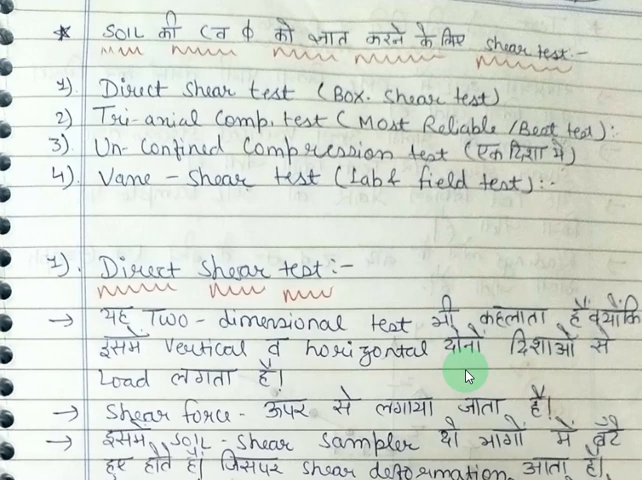 * SOIL की C व ϕ को ज्ञात करने के लिए shear test:-
1). Direct shear test (Box. shear test)
2) Tri-anial Comp. test (Most Reliable / Beat test):-
3). Un-Confined Compression test (एक दिशा में)
4). Vane - Shear test (Lab & field test):-
1). Direct shear test:-
→ यह Two-dimensional test भी कहलाता है क्योंकि
इसमे vertical व horizontal दोनो दिशाओ से
Load लगता है।
→ Shear force - ऊपर से लगाया जाता है।
→ इसमे SOIL-shear sampler दो भागो में बँटे
हुए होते है। जिसपर shear deformation आता है।